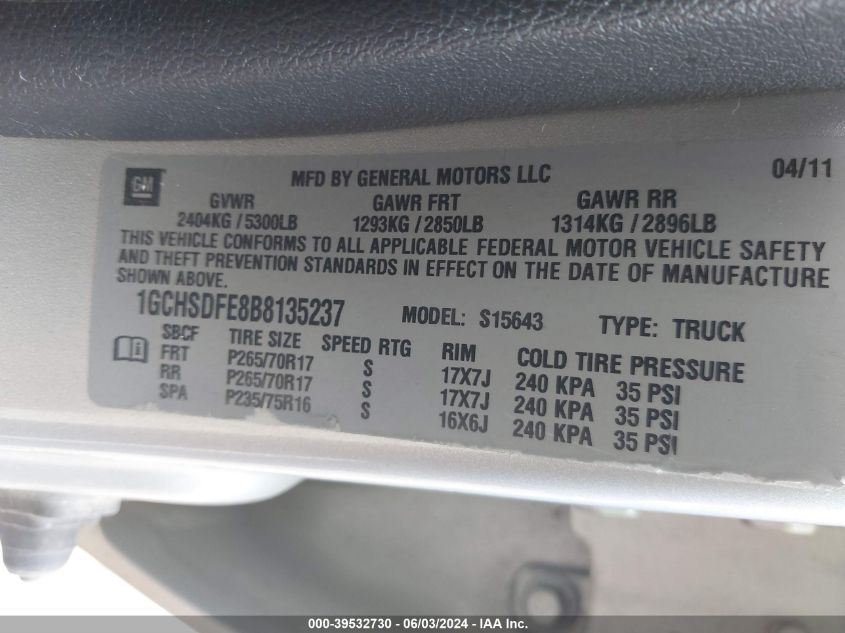 GM MFD BY GENERAL MOTORS LLC 04/11
GVWR GAWR FRT GAWR RR
2404KG / 5300LB 1293KG / 2850LB 1314KG / 2896LB
THIS VEHICLE CONFORMS TO ALL APPLICABLE FEDERAL MOTOR VEHICLE SAFETY
AND THEFT PREVENTION STANDARDS IN EFFECT ON THE DATE OF MANUFACTURE
SHOWN ABOVE.
1GCHSDFE8B8135237 MODEL: S15643 TYPE: TRUCK
SBCF TIRE SIZE SPEED RTG RIM COLD TIRE PRESSURE
FRT P265/70R17 S 17X7J 240 KPA 35 PSI
RR P265/70R17 S 17X7J 240 KPA 35 PSI
SPA P235/75R16 S 16X6J 240 KPA 35 PSI
000-39532730 - 06/03/2024 - IAA Inc.